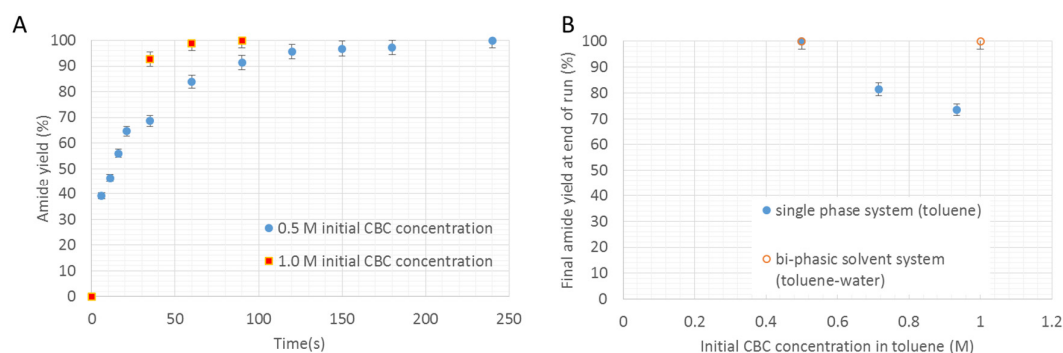 A
Amide yield (%)
100
90
80
70
60
50
40
30
20
10
0
0 50 100 150 200 250
Time(s)
0.5 M initial CBC concentration
1.0 M initial CBC concentration
B
Final amide yield at end of run (%)
100
90
80
70
60
50
40
30
20
10
0
0 0.2 0.4 0.6 0.8 1 1.2
Initial CBC concentration in toluene (M)
single phase system (toluene)
bi-phasic solvent system
(toluene-water)